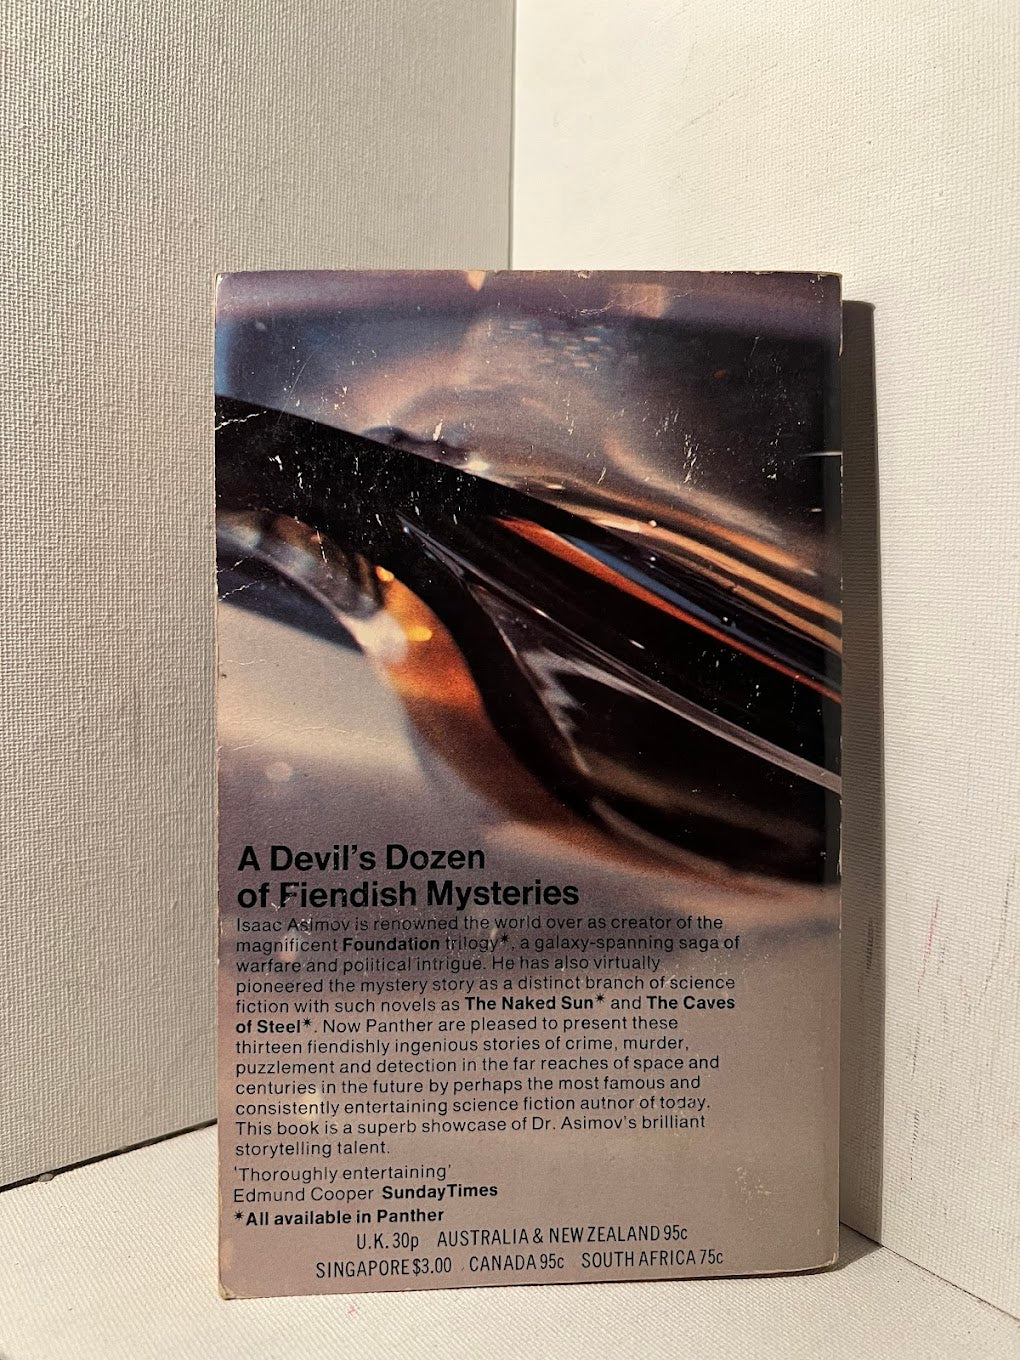 A Devil's Dozen
of Fiendish Mysteries
Isaac Asimov is renowned the world over as creator of the
magnificent Foundation trilogy*, a galaxy-spanning saga of
warfare and political intrigue. He has also virtually
pioneered the mystery story as a distinct branch of science
fiction with such novels as The Naked Sun* and The Caves
of Steel*. Now Panther are pleased to present these
thirteen fiendishly ingenious stories of crime, murder,
puzzlement and detection in the far reaches of space and
centuries in the future by perhaps the most famous and
consistently entertaining science fiction author of today.
This book is a superb showcase of Dr. Asimov's brilliant
storytelling talent.
'Thoroughly entertaining'
Edmund Cooper Sunday Times
*All available in Panther
U.K. 30p AUSTRALIA & NEW ZEALAND 95c
SINGAPORE $3.00 CANADA 95c SOUTH AFRICA 75c